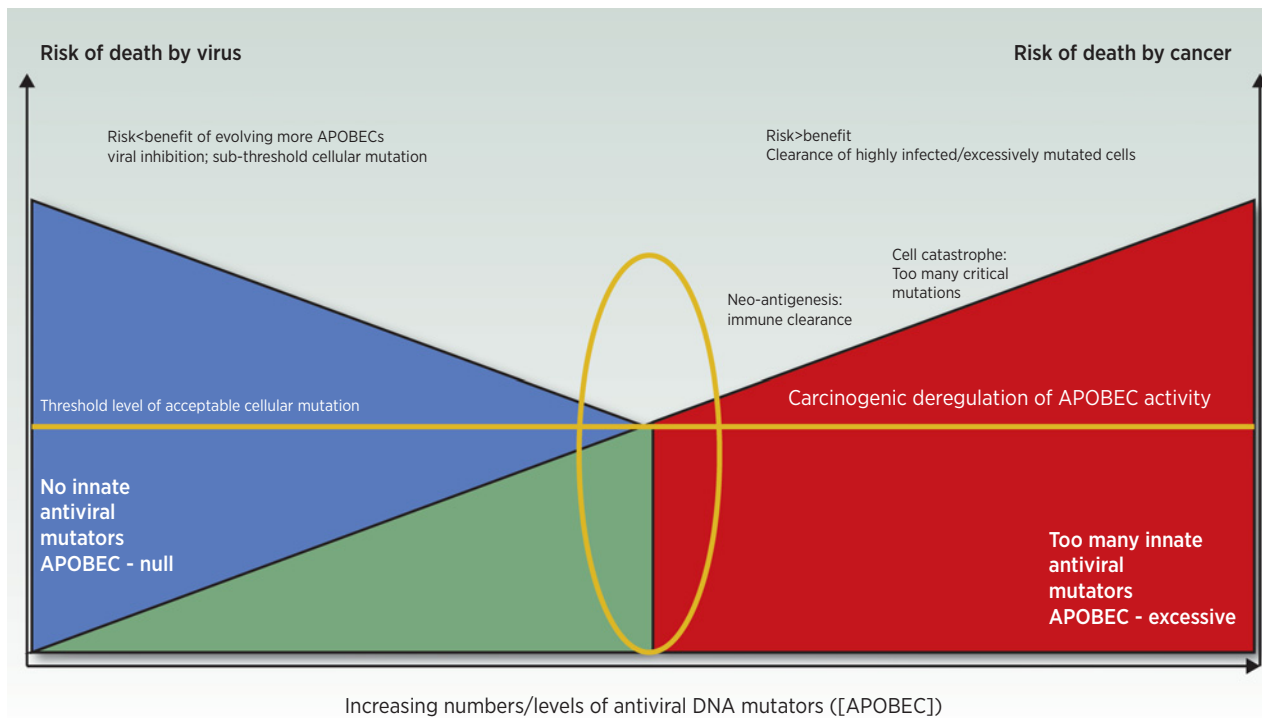 Risk of death by virus
Risk of death by cancer
Risk<benefit of evolving more APOBECs
viral inhibition; sub-threshold cellular mutation
Risk>benefit
Clearance of highly infected/excessively mutated cells
Cell catastrophe:
Too many critical
mutations
Neo-antigenesis:
immune clearance
Threshold level of acceptable cellular mutation
Carcinogenic deregulation of APOBEC activity
No innate
antiviral
mutators
APOBEC - null
Too many innate
antiviral
mutators
APOBEC - excessive
Increasing numbers/levels of antiviral DNA mutators ([APOBEC])